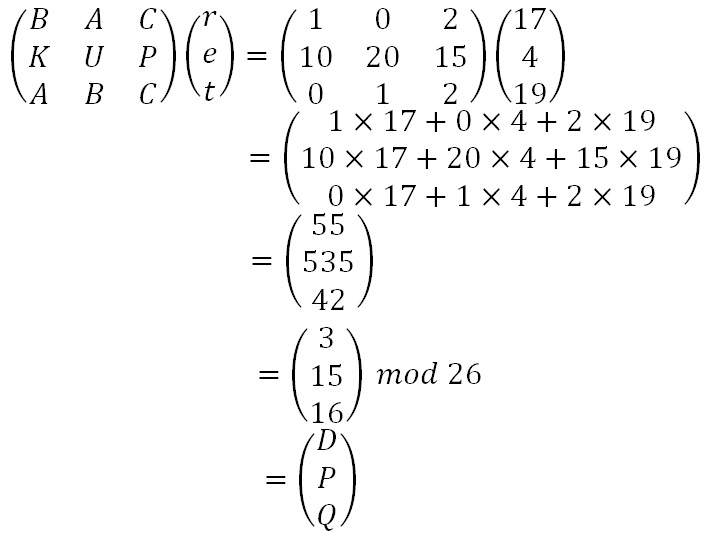 (B A C; K U P; A B C)(r; e; t) = (1 0 2; 10 20 15; 0 1 2)(17; 4; 19)
= (1 × 17 + 0 × 4 + 2 × 19; 10 × 17 + 20 × 4 + 15 × 19; 0 × 17 + 1 × 4 + 2 × 19)
= (55; 535; 42)
= (3; 15; 16) mod 26
= (D; P; Q)